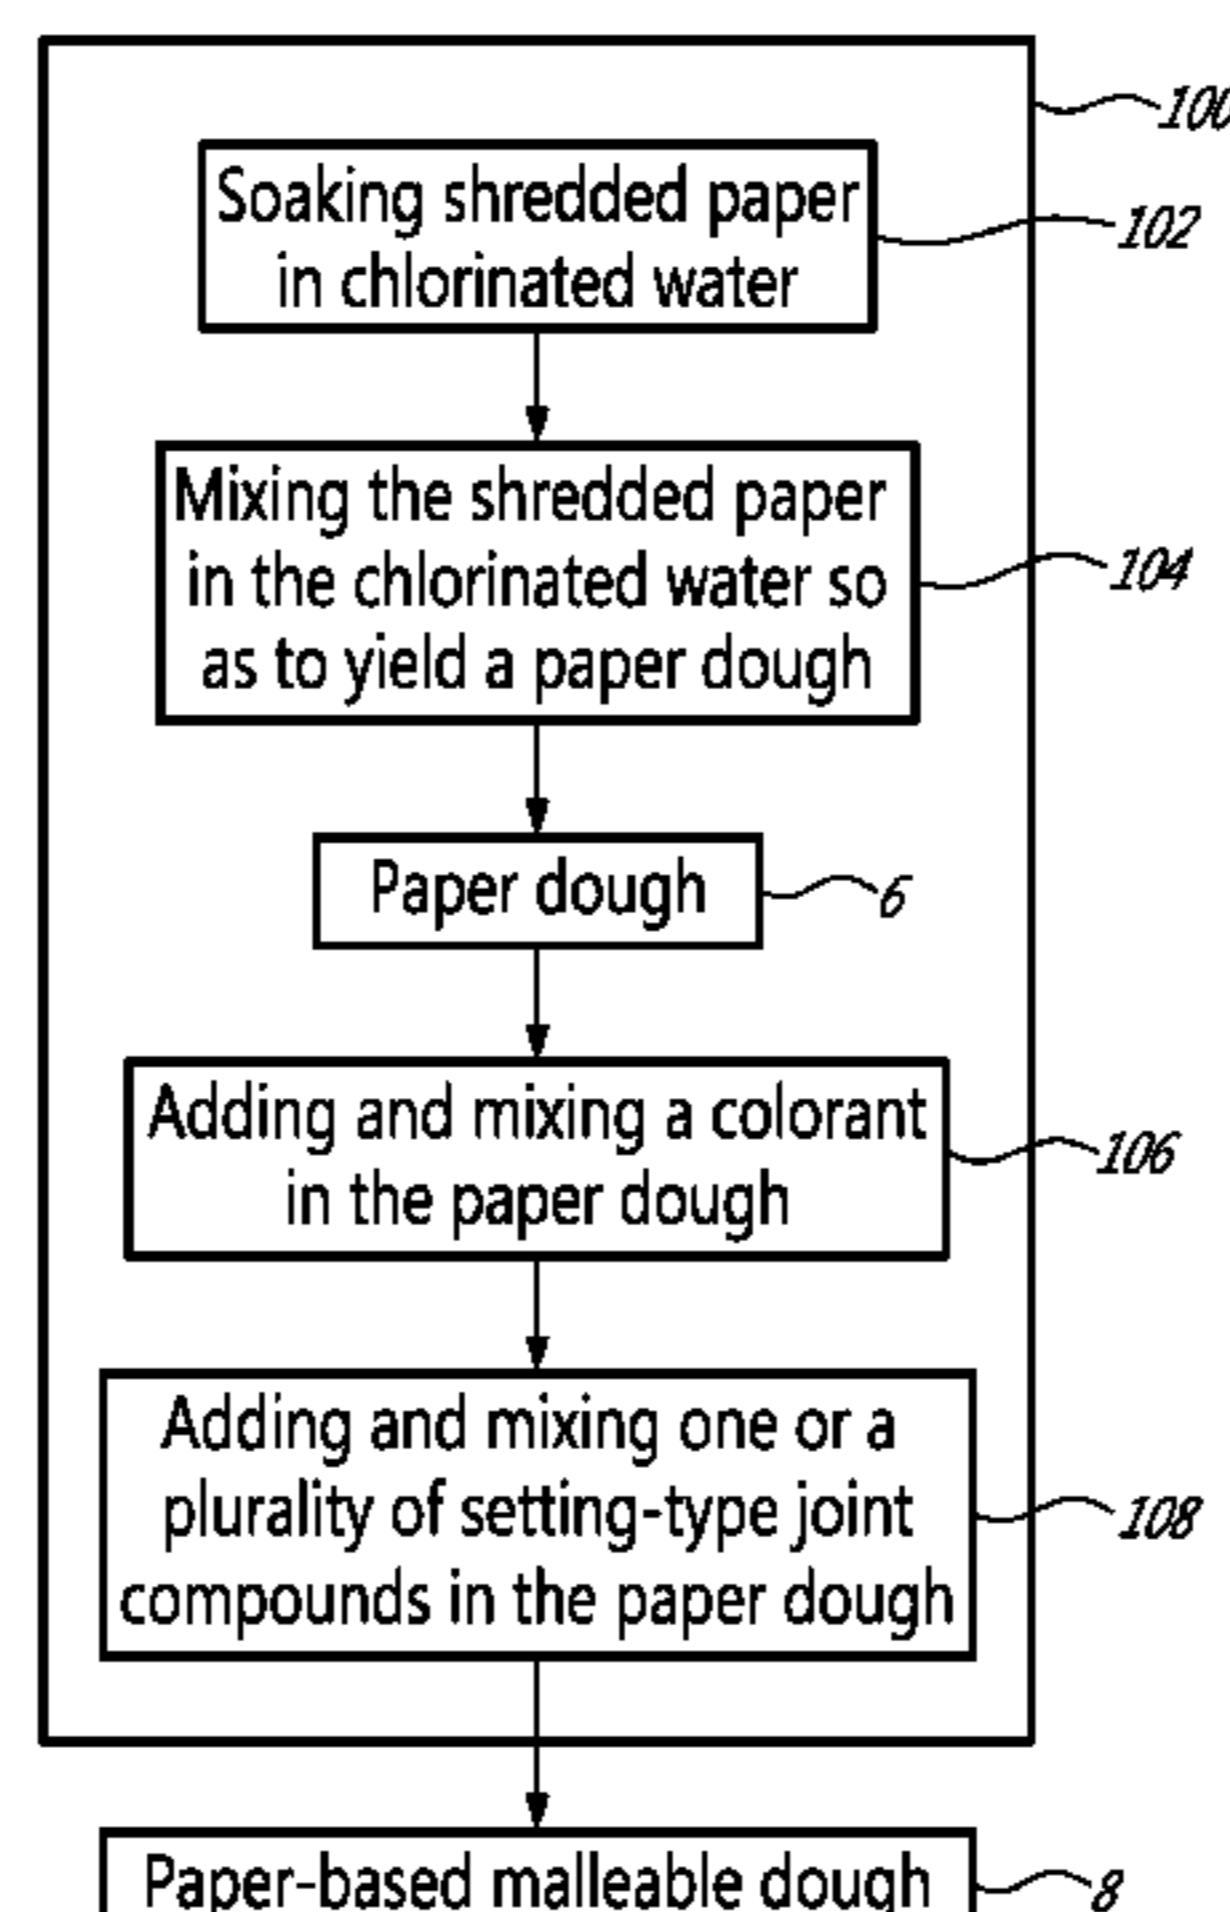 100
Soaking shredded paper
in chlorinated water
102
Mixing the shredded paper
in the chlorinated water so
as to yield a paper dough
104
Paper dough
6
Adding and mixing a colorant
in the paper dough
106
Adding and mixing one or a
plurality of setting-type joint
compounds in the paper dough
108
Paper-based malleable dough
8